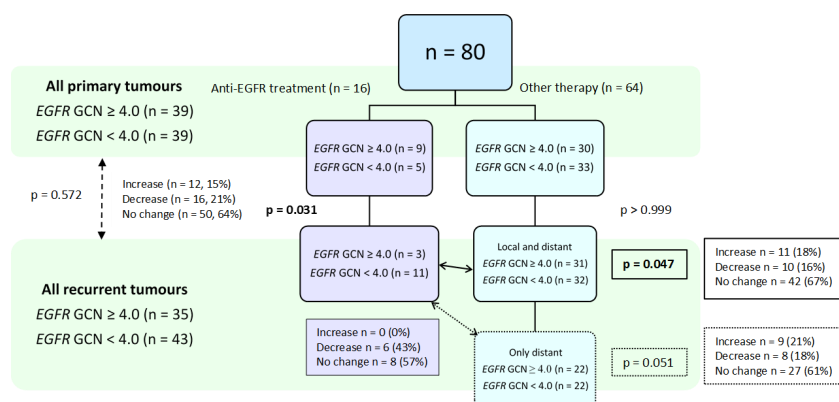 n = 80
All primary tumours
EGFR GCN ≥ 4.0 (n = 39)
EGFR GCN < 4.0 (n = 39)
Anti-EGFR treatment (n = 16)
Other therapy (n = 64)
EGFR GCN ≥ 4.0 (n = 9)
EGFR GCN < 4.0 (n = 5)
EGFR GCN ≥ 4.0 (n = 30)
EGFR GCN < 4.0 (n = 33)
p = 0.572
Increase (n = 12, 15%)
Decrease (n = 16, 21%)
No change (n = 50, 64%)
p = 0.031
p > 0.999
All recurrent tumours
EGFR GCN ≥ 4.0 (n = 35)
EGFR GCN < 4.0 (n = 43)
EGFR GCN ≥ 4.0 (n = 3)
EGFR GCN < 4.0 (n = 11)
Local and distant
EGFR GCN ≥ 4.0 (n = 31)
EGFR GCN < 4.0 (n = 32)
p = 0.047
Increase n = 11 (18%)
Decrease n = 10 (16%)
No change n = 42 (67%)
Increase n = 0 (0%)
Decrease n = 6 (43%)
No change n = 8 (57%)
Only distant
EGFR GCN ≥ 4.0 (n = 22)
EGFR GCN < 4.0 (n = 22)
p = 0.051
Increase n = 9 (21%)
Decrease n = 8 (18%)
No change n = 27 (61%)